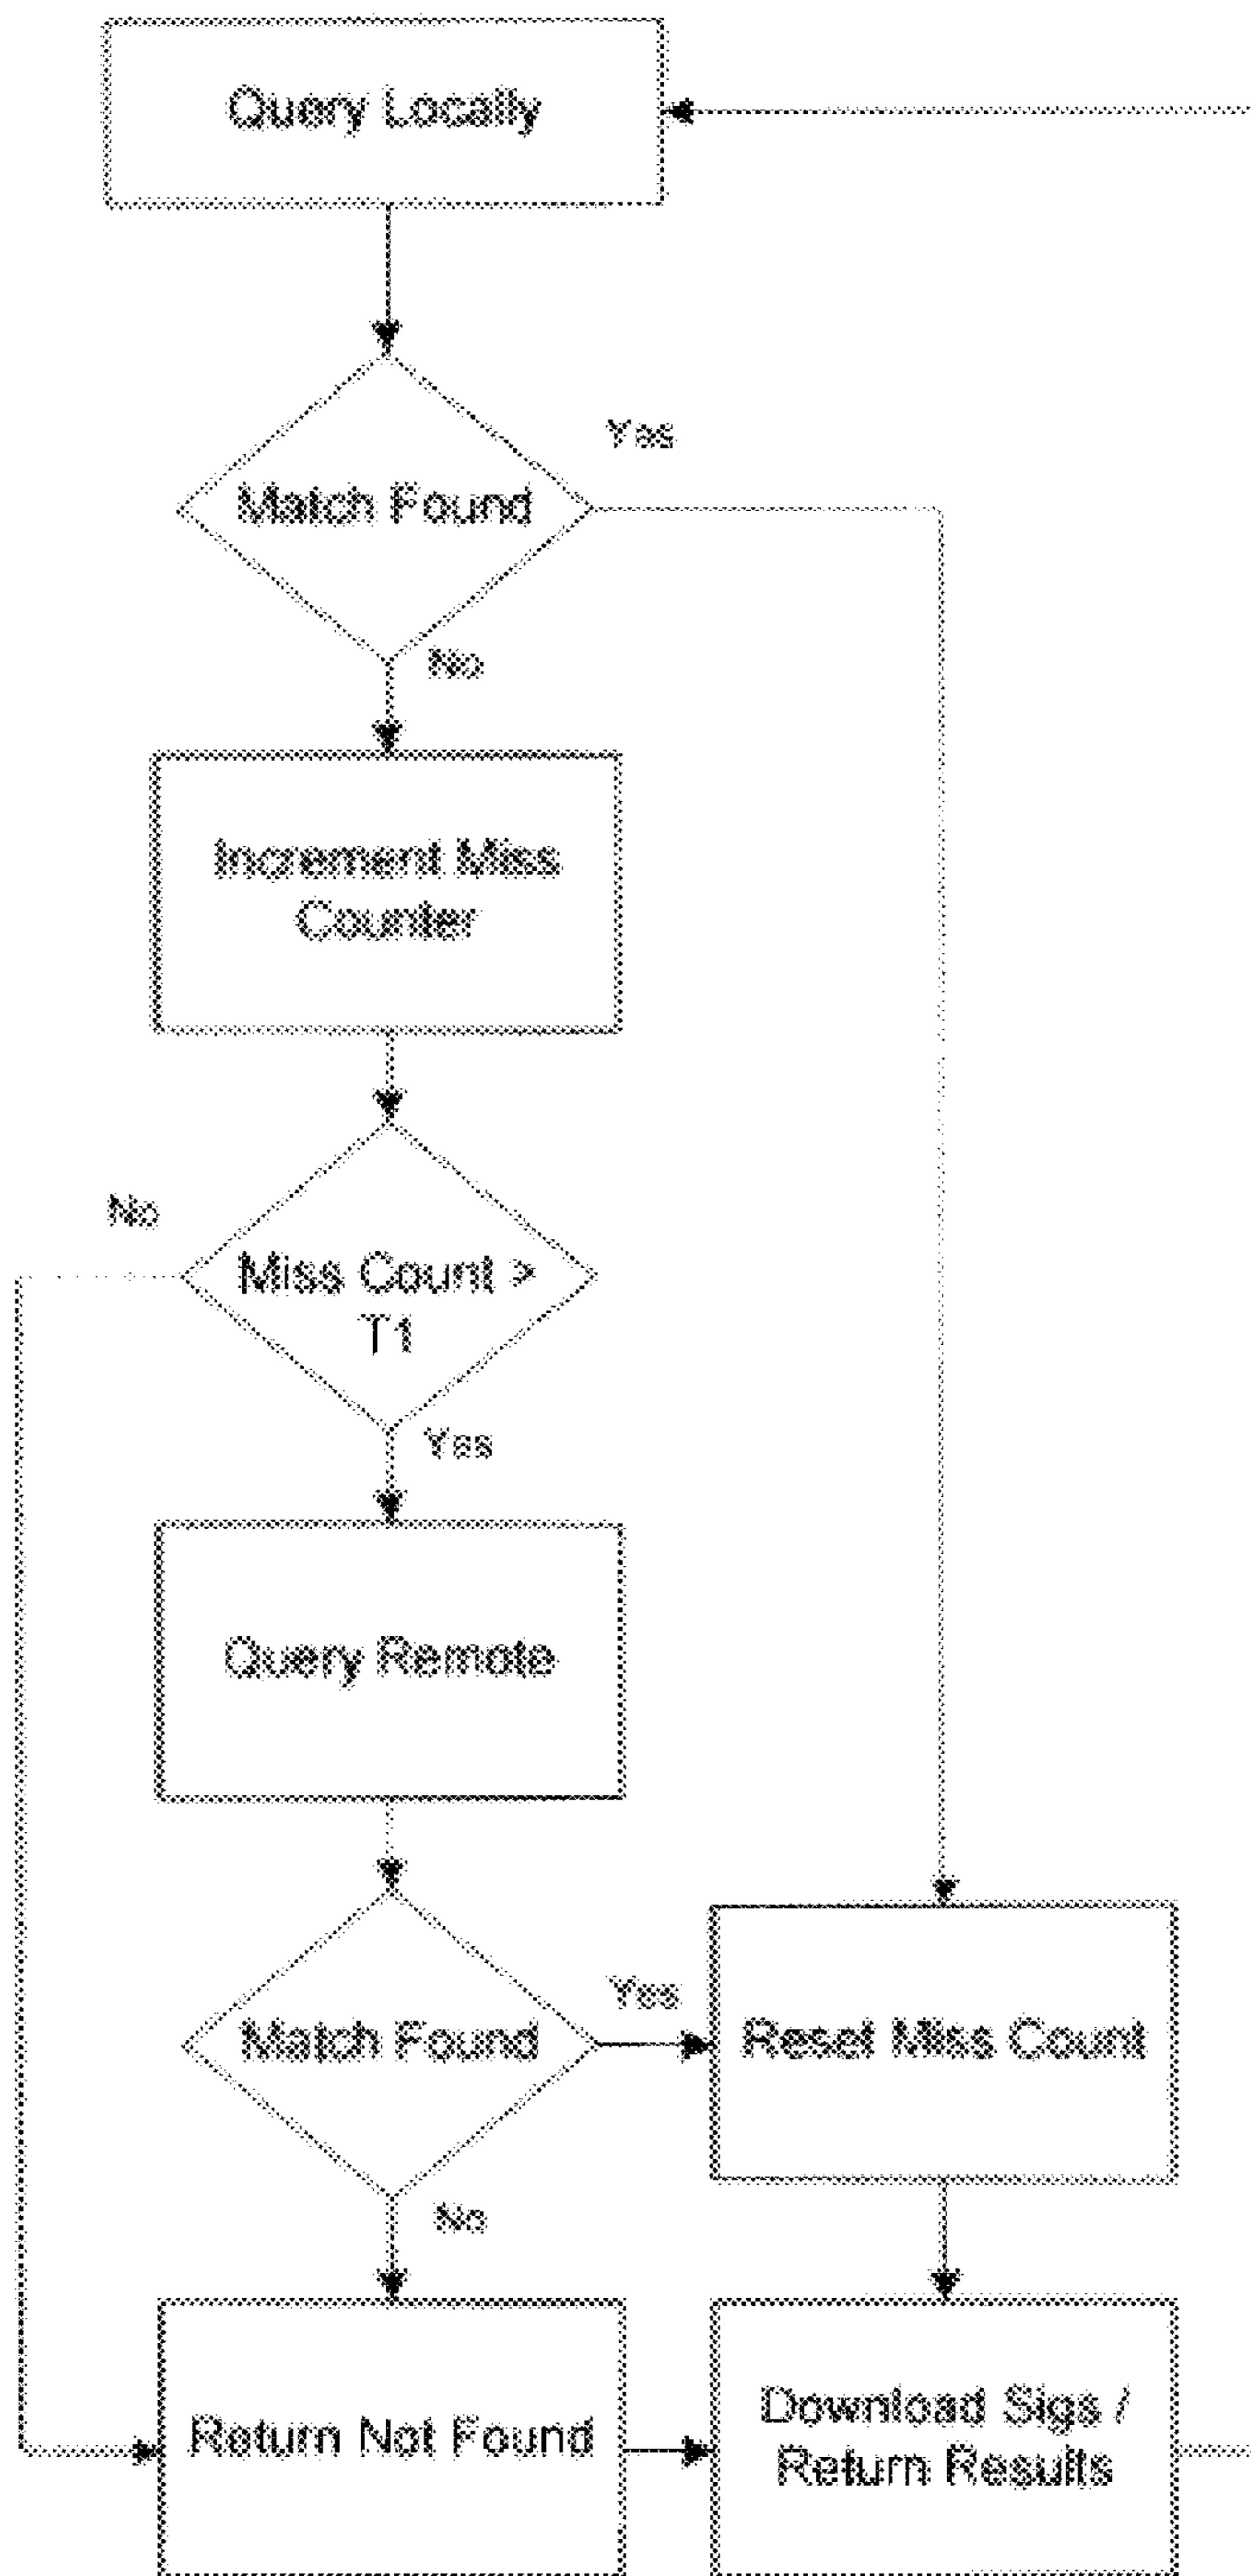 Query Locally
Match Found
Yes
No
Increment Miss
Counter
No
Miss Count >
T1
Yes
Query Remote
Match Found
Yes
Reset Miss Count
No
Return Not Found
Download Sigs /
Return Results